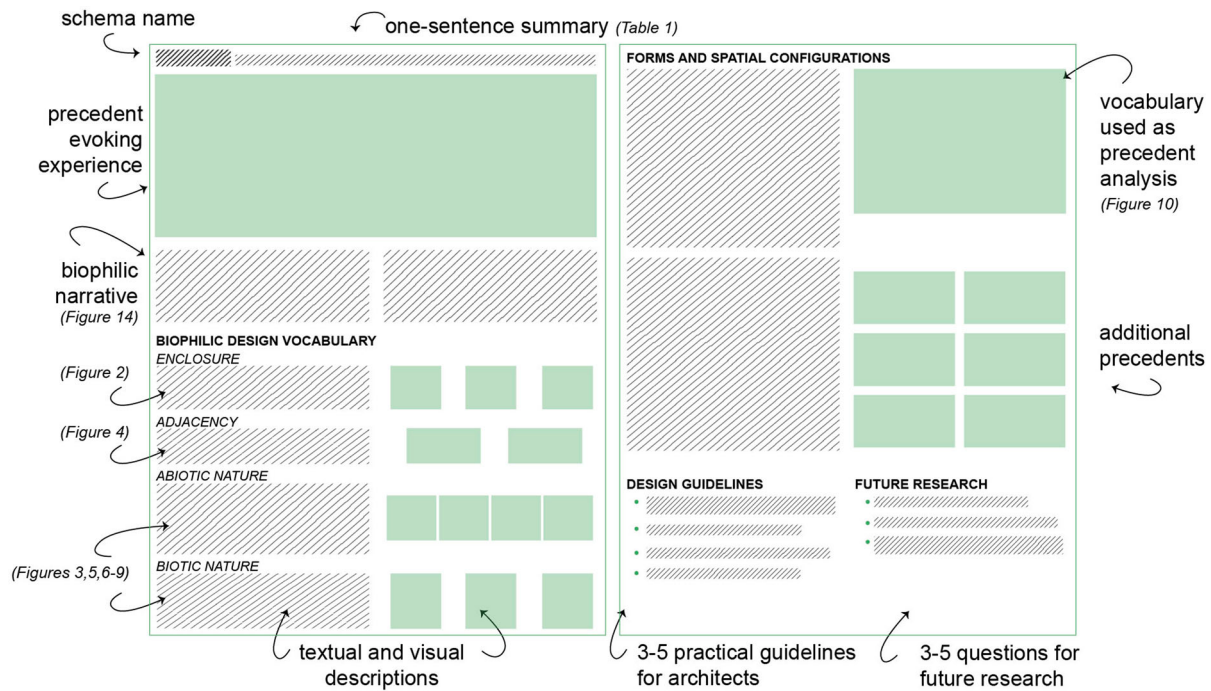 schema name
one-sentence summary (Table 1)
precedent
evoking
experience
biophilic
narrative
(Figure 14)
BIOPHILIC DESIGN VOCABULARY
ENCLOSURE
(Figure 2)
ADJACENCY
(Figure 4)
ABIOTIC NATURE
(Figures 3,5,6-9)
BIOTIC NATURE
textual and visual
descriptions
FORMS AND SPATIAL CONFIGURATIONS
vocabulary
used as
precedent
analysis
(Figure 10)
additional
precedents
DESIGN GUIDELINES
FUTURE RESEARCH
3-5 practical guidelines
for architects
3-5 questions for
future research